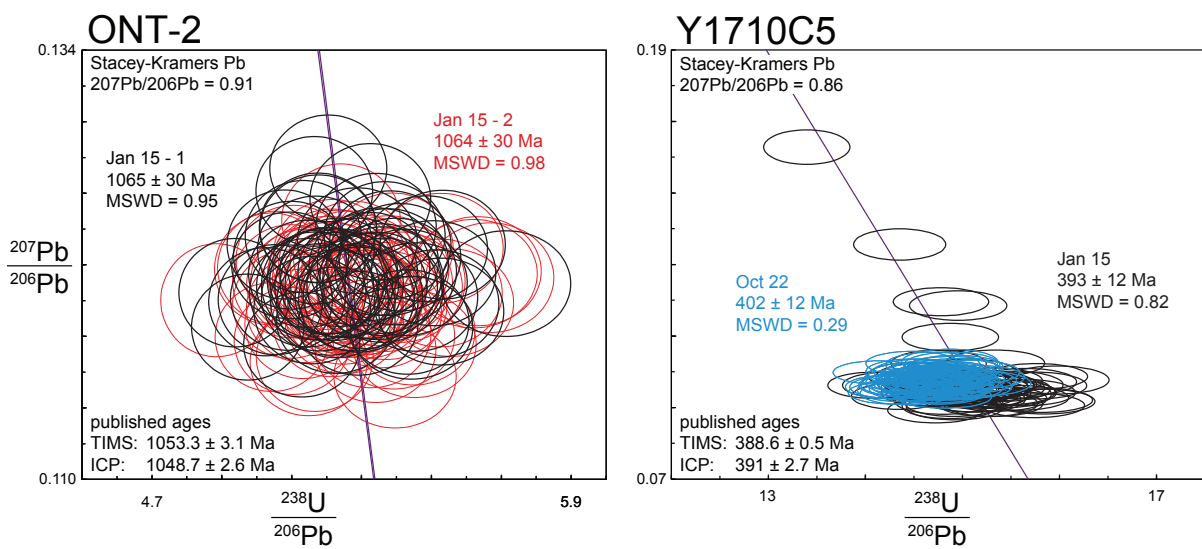 ONT-2
0.134
Stacey-Kramers Pb
207Pb/206Pb = 0.91
Jan 15 - 2
1064 ± 30 Ma
MSWD = 0.98
Jan 15 - 1
1065 ± 30 Ma
MSWD = 0.95
207Pb
206Pb
published ages
TIMS: 1053.3 ± 3.1 Ma
ICP: 1048.7 ± 2.6 Ma
0.110
4.7
5.9
238U
206Pb
Y1710C5
0.19
Stacey-Kramers Pb
207Pb/206Pb = 0.86
Jan 15
393 ± 12 Ma
MSWD = 0.82
Oct 22
402 ± 12 Ma
MSWD = 0.29
published ages
TIMS: 388.6 ± 0.5 Ma
ICP: 391 ± 2.7 Ma
0.07
13
17
238U
206Pb